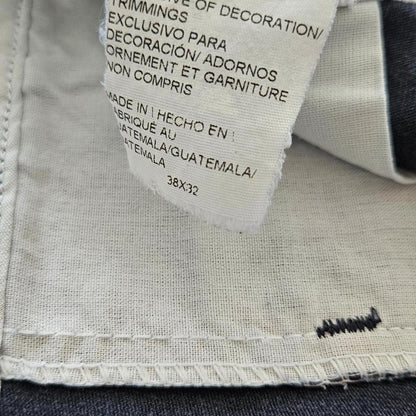 OF DECORATION/
TRIMMINGS
EXCLUSIVO PARA
DECORACIÓN/ ADORNOS
ORNEMENT ET GARNITURE
NON COMPRIS
MADE IN | HECHO EN |
FABRIQUÉ AU
GUATEMALA/GUATEMALA/
GUATEMALA
38X32